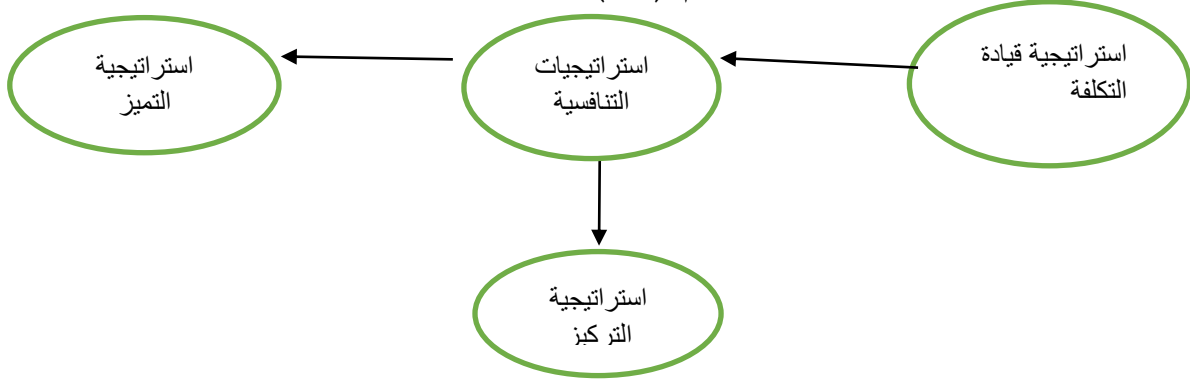 استراتيجية قيادة
التكلفة
استراتيجيات
التنافسية
استراتيجية
التميز
استراتيجية
التركيز